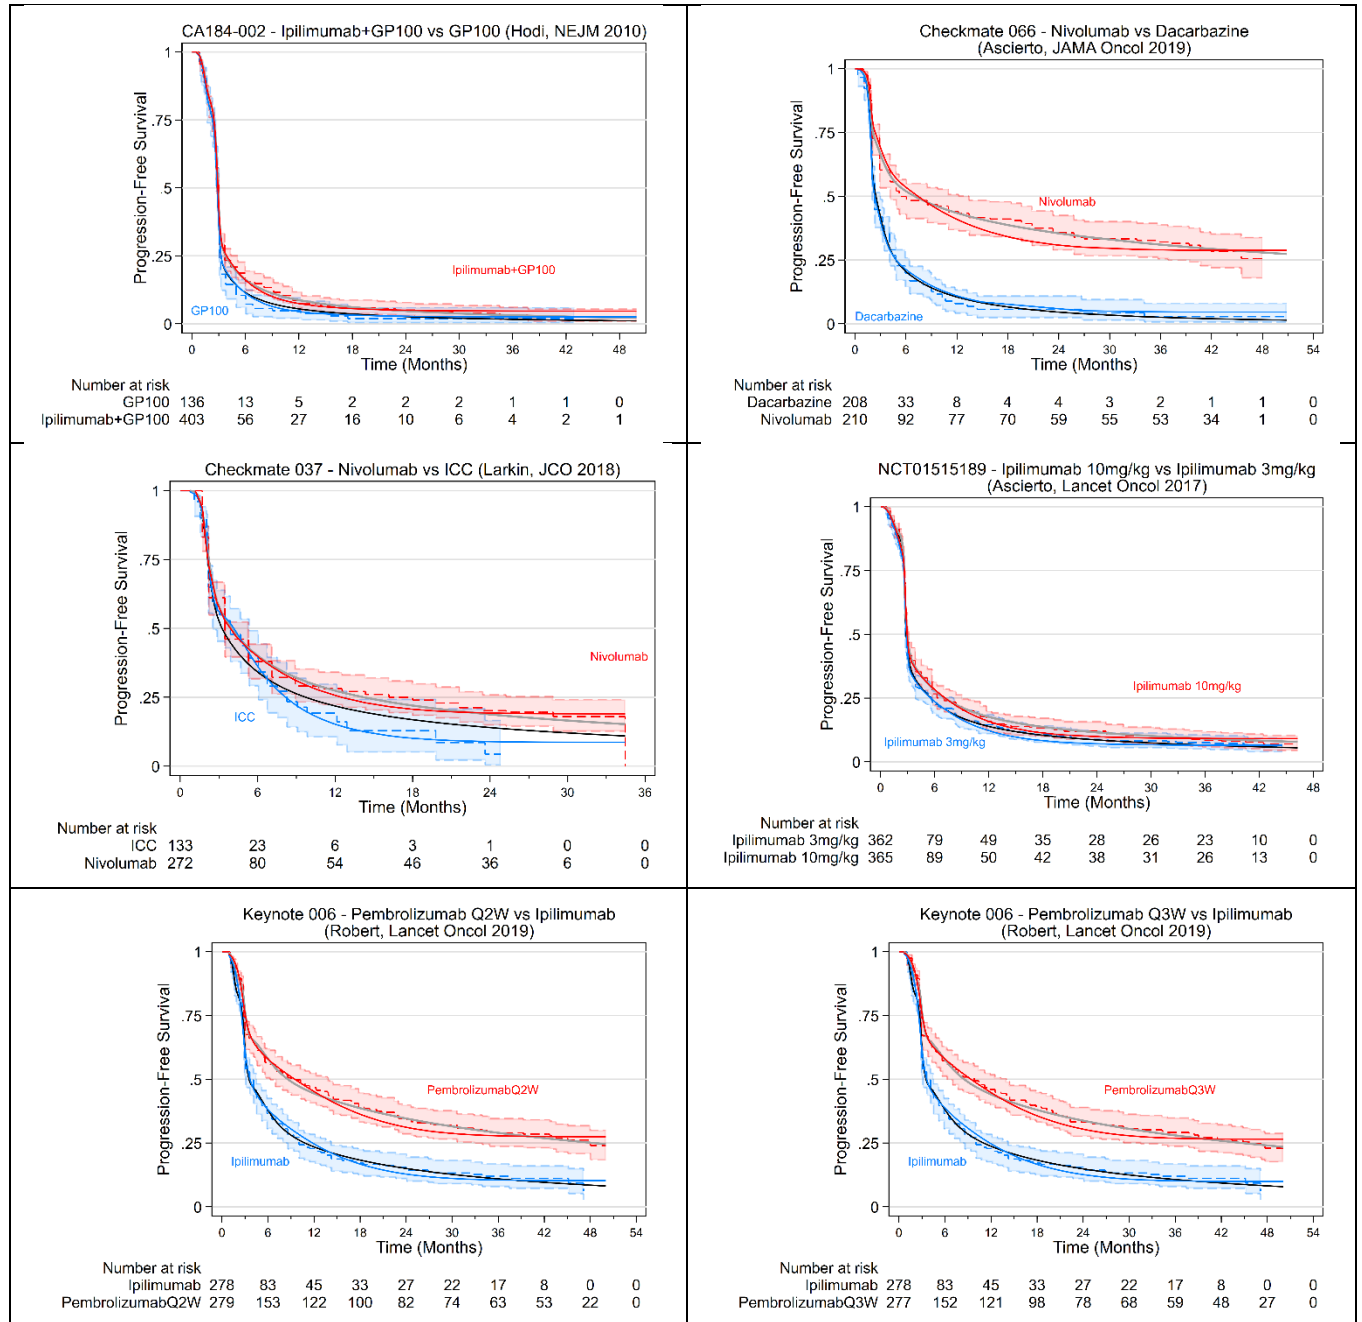 CA184-002 - Ipilimumab+GP100 vs GP100 (Hodi, NEJM 2010)
Progression-Free Survival
1
.75
.5
.25
0
Ipilimumab+GP100
GP100
0 6 12 18 24 30 36 42 48
Time (Months)
Number at risk
GP100 136 13 5 2 2 2 1 1 0
Ipilimumab+GP100 403 56 27 16 10 6 4 2 1
Checkmate 066 - Nivolumab vs Dacarbazine
(Ascierto, JAMA Oncol 2019)
Progression-Free Survival
1
.75
.5
.25
0
Nivolumab
Dacarbazine
0 6 12 18 24 30 36 42 48 54
Time (Months)
Number at risk
Dacarbazine 208 33 8 4 4 3 2 1 1 0
Nivolumab 210 92 77 70 59 55 53 34 1 0
Checkmate 037 - Nivolumab vs ICC (Larkin, JCO 2018)
Progression-Free Survival
1
.75
.5
.25
0
Nivolumab
ICC
0 6 12 18 24 30 36
Time (Months)
Number at risk
ICC 133 23 6 3 1 0 0
Nivolumab 272 80 54 46 36 6 0
NCT01515189 - Ipilimumab 10mg/kg vs Ipilimumab 3mg/kg
(Ascierto, Lancet Oncol 2017)
Progression-Free Survival
1
.75
.5
.25
0
Ipilimumab 10mg/kg
Ipilimumab 3mg/kg
0 6 12 18 24 30 36 42 48
Time (Months)
Number at risk
Ipilimumab 3mg/kg 362 79 49 35 28 26 23 10 0
Ipilimumab 10mg/kg 365 89 50 42 38 31 26 13 0
Keynote 006 - Pembrolizumab Q2W vs Ipilimumab
(Robert, Lancet Oncol 2019)
Progression-Free Survival
1
.75
.5
.25
0
PembrolizumabQ2W
Ipilimumab
0 6 12 18 24 30 36 42 48 54
Time (Months)
Number at risk
Ipilimumab 278 83 45 33 27 22 17 8 0 0
PembrolizumabQ2W 279 153 122 100 82 74 63 53 22 0
Keynote 006 - Pembrolizumab Q3W vs Ipilimumab
(Robert, Lancet Oncol 2019)
Progression-Free Survival
1
.75
.5
.25
0
PembrolizumabQ3W
Ipilimumab
0 6 12 18 24 30 36 42 48 54
Time (Months)
Number at risk
Ipilimumab 278 83 45 33 27 22 17 8 0 0
PembrolizumabQ3W 277 152 121 98 78 68 59 48 27 0